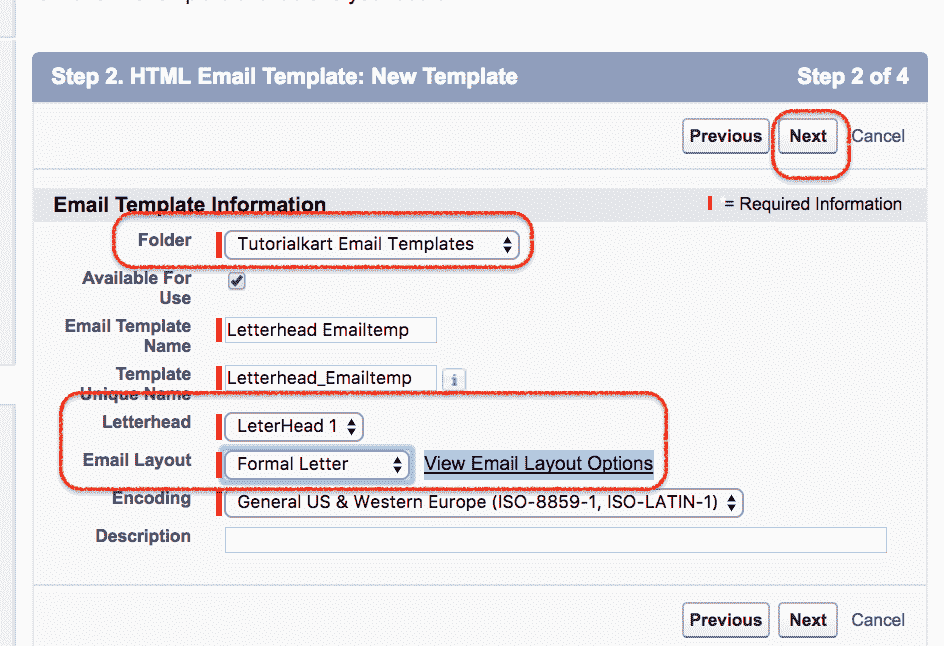 Step 2. HTML Email Template: New Template Step 2 of 4
Previous Next Cancel
Email Template Information = Required Information
Folder Tutorialkart Email Templates
Available For
Use
Email Template
Name Letterhead Emailtemp
Template
Unique Name Letterhead_Emailtemp i
Letterhead LeterHead 1
Email Layout Formal Letter View Email Layout Options
Encoding General US & Western Europe (ISO-8859-1, ISO-LATIN-1)
Description
Previous Next Cancel